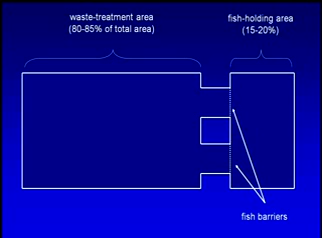 waste-treatment area
(80-85% of total area)
fish-holding area
(15-20%)
fish barriers